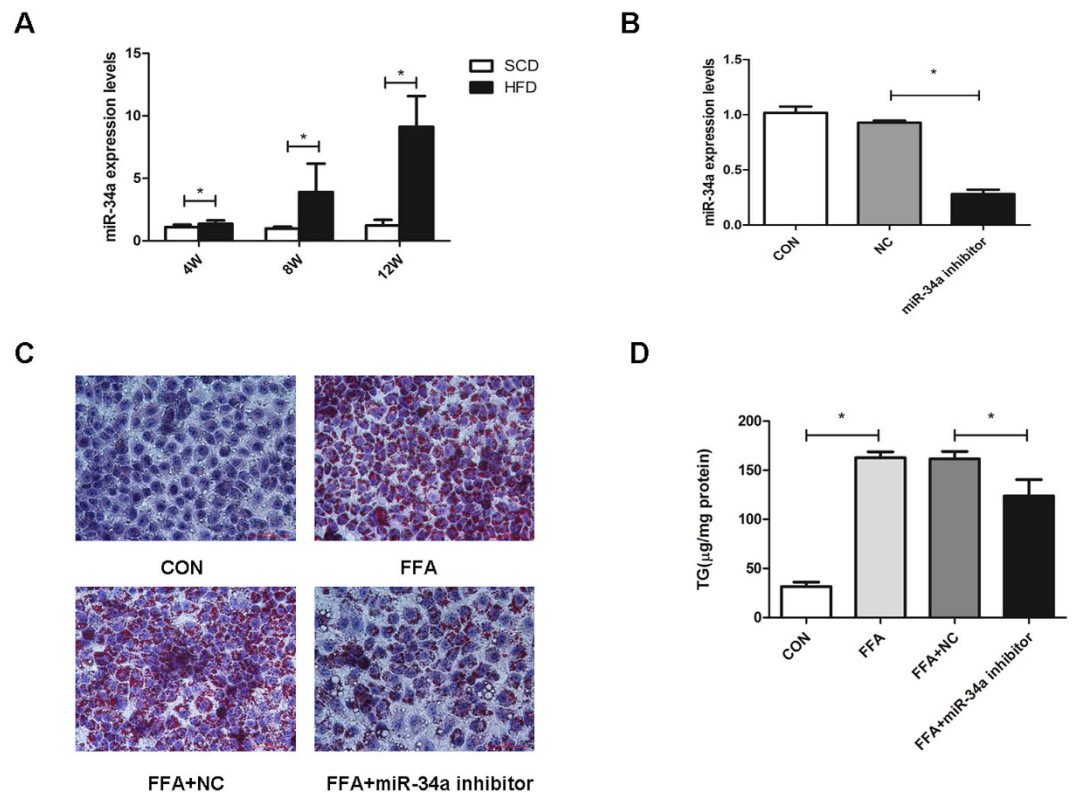 A
miR-34a expression levels
15
10
5
0
*
*
*
4W
8W
12W
SCD
HFD
B
miR-34a expression levels
1.5
1.0
0.5
0.0
*
CON
NC
miR-34a inhibitor
C
CON
FFA
FFA+NC
FFA+miR-34a inhibitor
D
TG(μg/mg protein)
200
150
100
50
0
*
*
CON
FFA
FFA+NC
FFA+miR-34a inhibitor